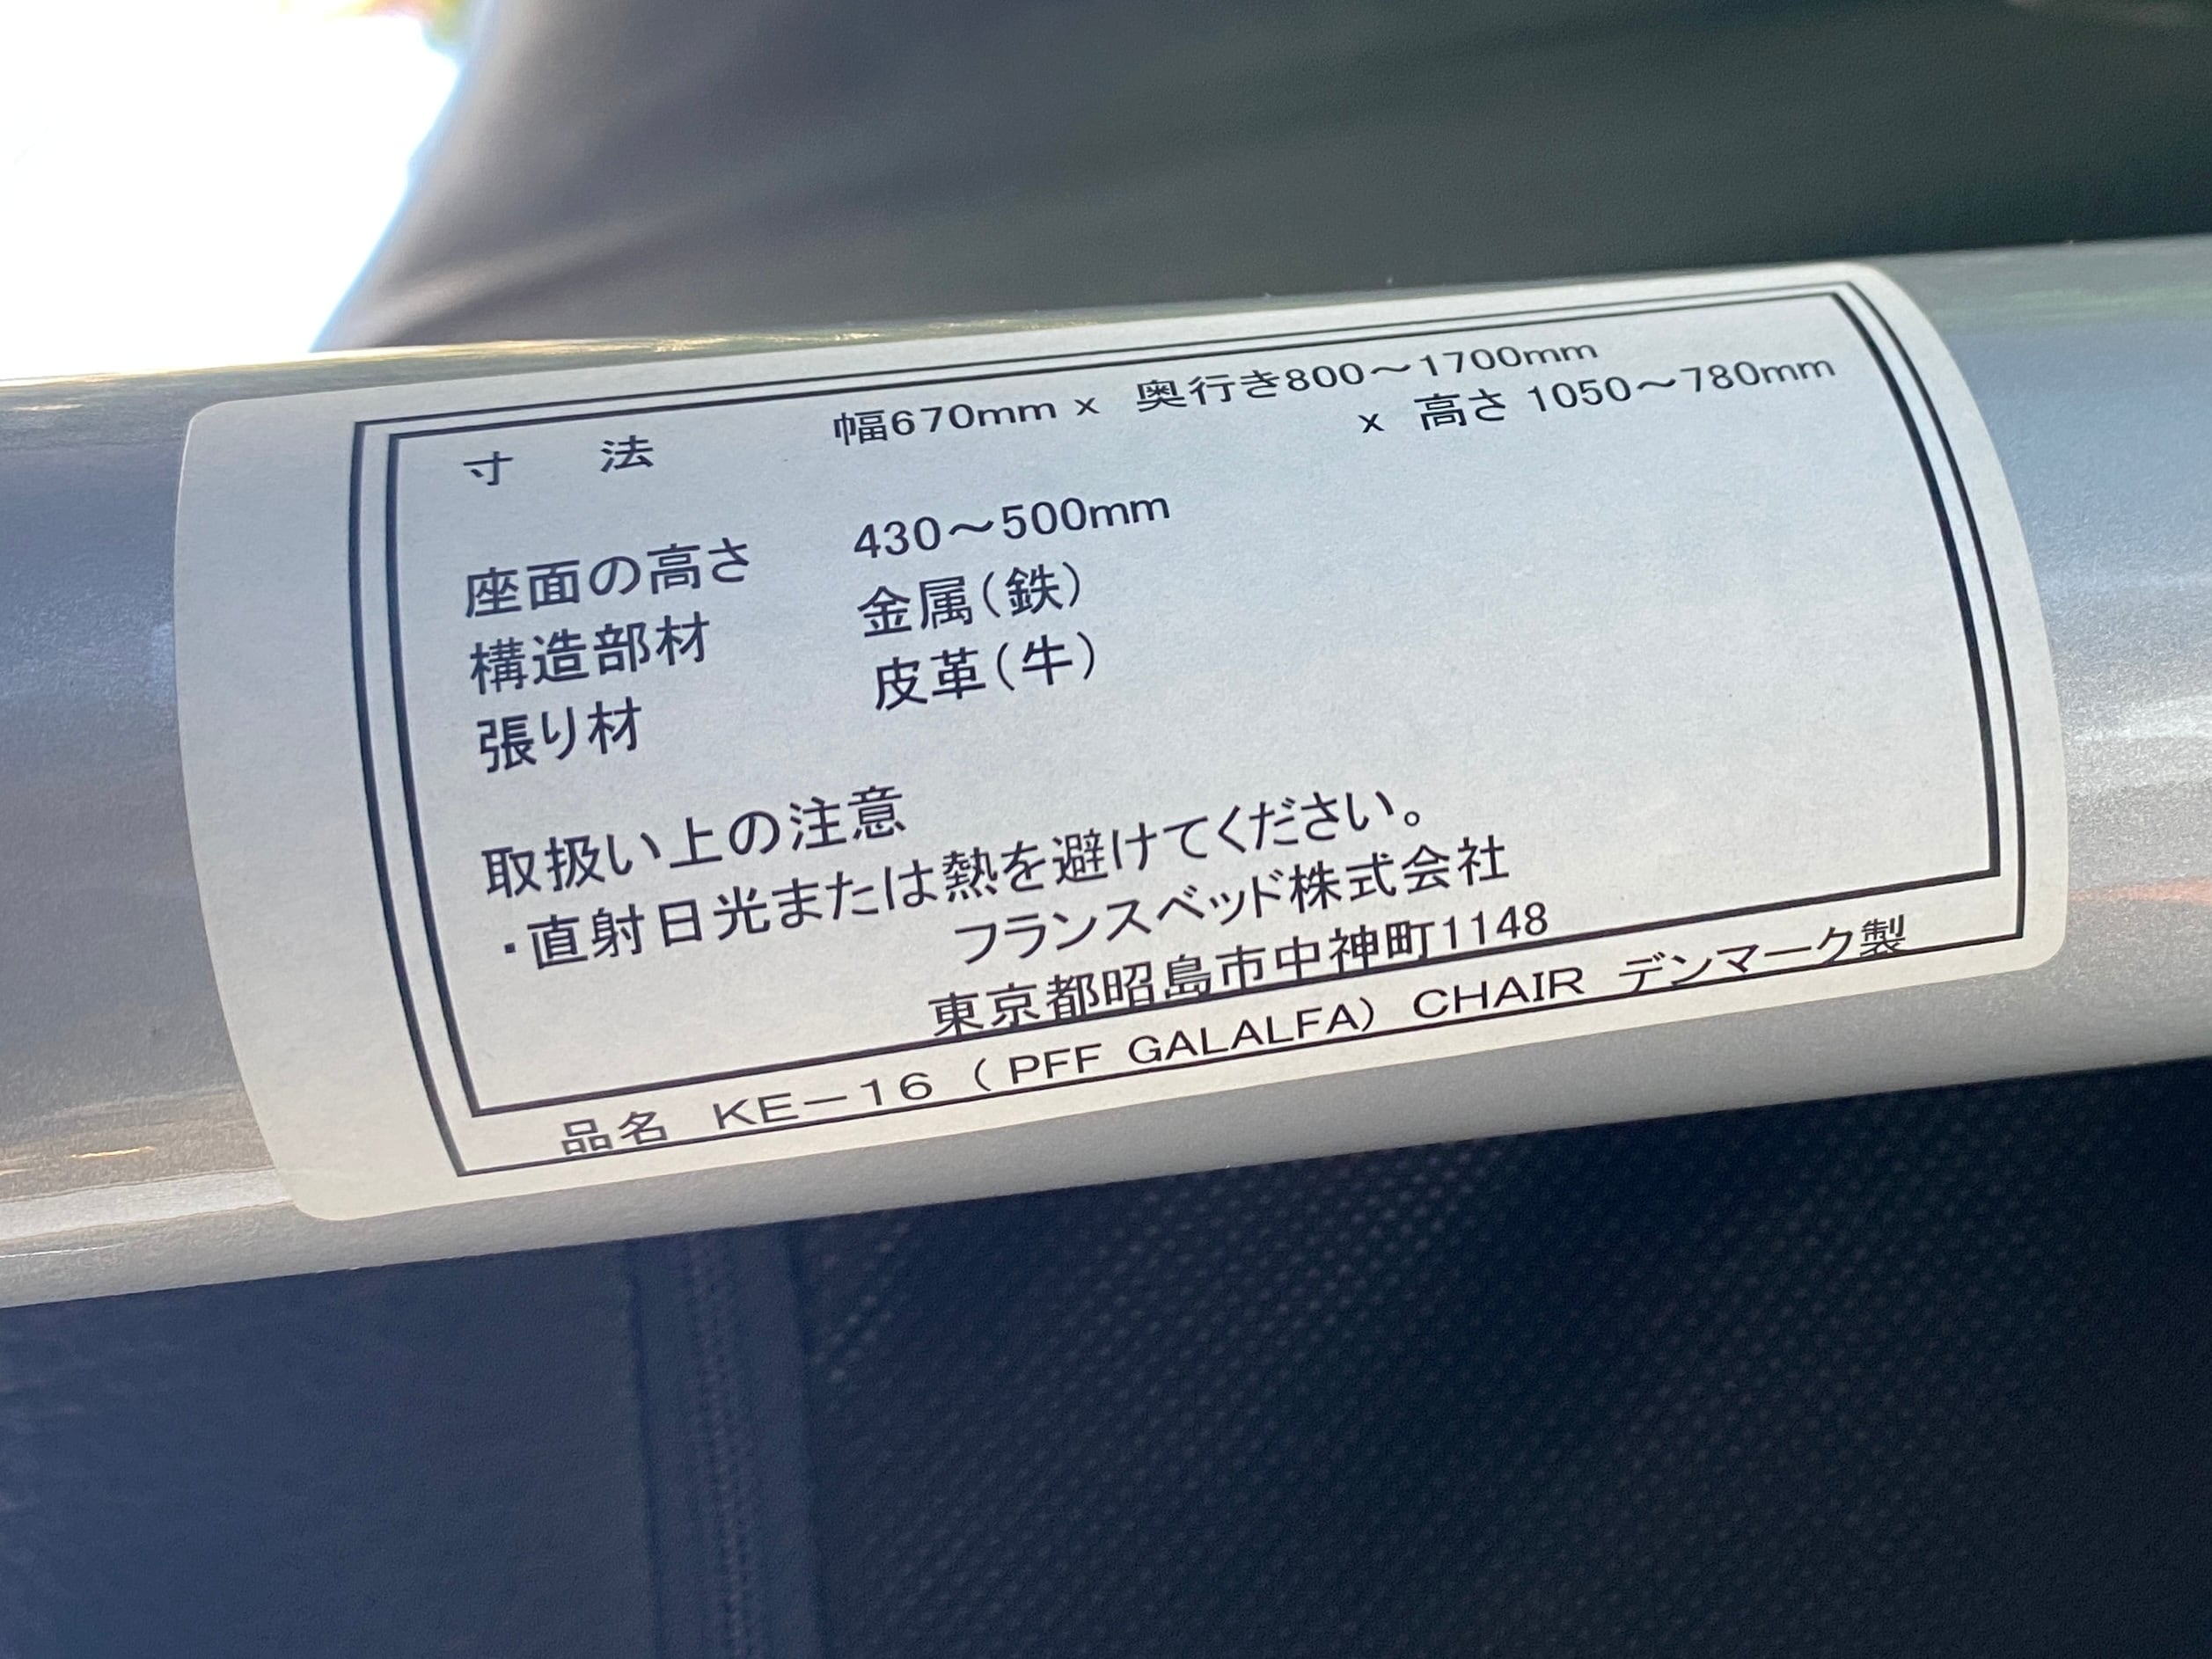 寸　法　幅670mm x 奥行き800～1700mm
x 高さ 1050～780mm
座面の高さ　430～500mm
構造部材　金属(鉄)
張り材　皮革(牛)
取扱い上の注意
・直射日光または熱を避けてください。
フランスベッド株式会社
東京都昭島市中神町1148
品名 KE－16 (PFF GALALFA) CHAIR デンマーク製